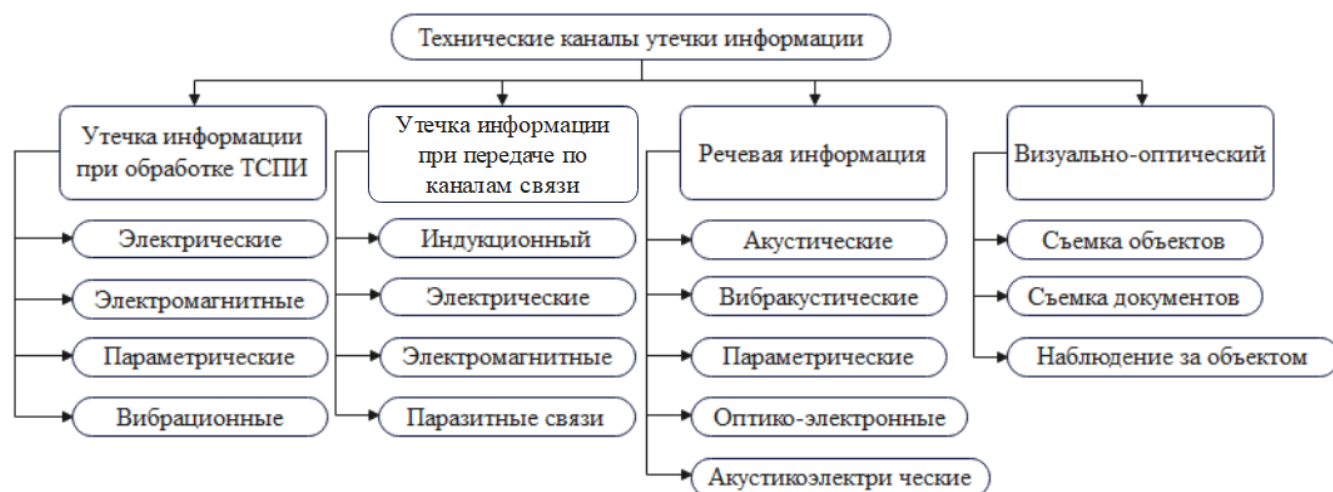 Технические каналы утечки информации
Утечка информации
при обработке ТСПИ
Электрические
Электромагнитные
Параметрические
Вибрационные
Утечка информации
при передаче по
каналам связи
Индукционный
Электрические
Электромагнитные
Паразитные связи
Речевая информация
Акустические
Вибракустические
Параметрические
Оптико-электронные
Акустикоэлектри ческие
Визуально-оптический
Съемка объектов
Съемка документов
Наблюдение за объектом